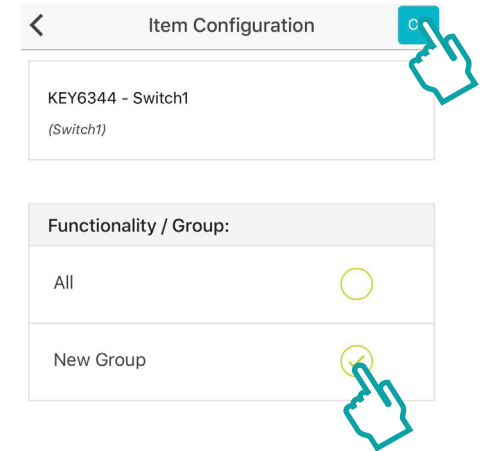 Item Configuration
KEY6344 - Switch1
(Switch1)
Functionality / Group:
All
New Group